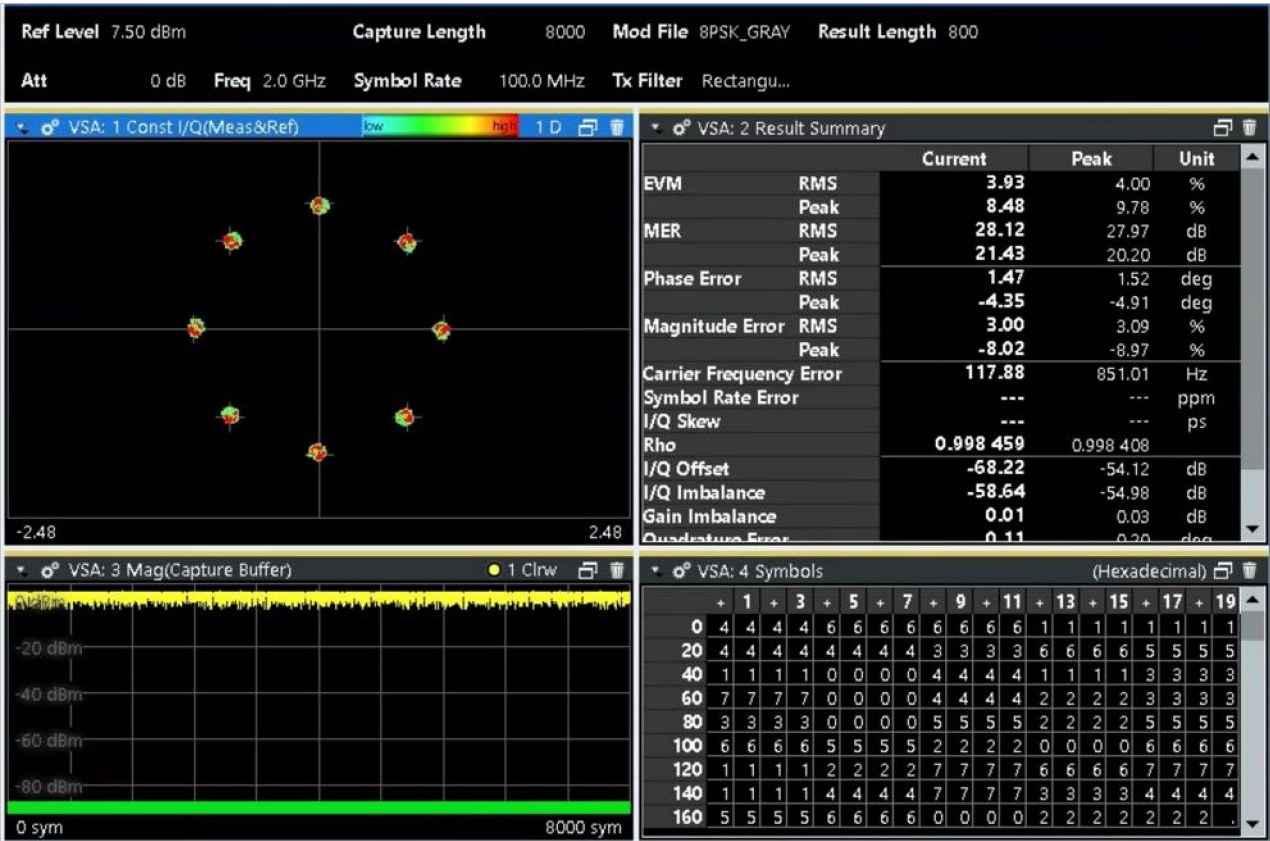 Ref Level 7.50 dBm Capture Length 8000 Mod File 8PSK_GRAY Result Length 800
Att 0 dB Freq 2.0 GHz Symbol Rate 100.0 MHz Tx Filter Rectangu...
VSA: 1 Const I/Q(Meas&Ref) low high 1 D
-2.48 2.48
VSA: 2 Result Summary
Current Peak Unit
EVM RMS 3.93 4.00 %
Peak 8.48 9.78 %
MER RMS 28.12 27.97 dB
Peak 21.43 20.20 dB
Phase Error RMS 1.47 1.52 deg
Peak -4.35 -4.91 deg
Magnitude Error RMS 3.00 3.09 %
Peak -8.02 -8.97 %
Carrier Frequency Error 117.88 851.01 Hz
Symbol Rate Error --- --- ppm
I/Q Skew --- --- ps
Rho 0.998 459 0.998 408
I/Q Offset -68.22 -54.12 dB
I/Q Imbalance -58.64 -54.98 dB
Gain Imbalance 0.01 0.03 dB
Quadrature Error 0.11 0.20 deg
VSA: 3 Mag(Capture Buffer) 1 Clrw
0 dBm
-20 dBm
-40 dBm
-60 dBm
-80 dBm
0 sym 8000 sym
VSA: 4 Symbols (Hexadecimal)
+ 1 + 3 + 5 + 7 + 9 + 11 + 13 + 15 + 17 + 19
0 4 4 4 4 6 6 6 6 6 6 6 6 1 1 1 1 1 1 1 1
20 4 4 4 4 4 4 4 4 3 3 3 3 6 6 6 6 5 5 5 5
40 1 1 1 1 0 0 0 0 4 4 4 4 1 1 1 1 3 3 3 3
60 7 7 7 7 0 0 0 0 4 4 4 4 2 2 2 2 3 3 3 3
80 3 3 3 3 0 0 0 0 5 5 5 5 2 2 2 2 5 5 5 5
100 6 6 6 6 5 5 5 5 2 2 2 2 0 0 0 0 6 6 6 6
120 1 1 1 1 2 2 2 2 7 7 7 7 6 6 6 6 7 7 7 7
140 1 1 1 1 4 4 4 4 7 7 7 7 3 3 3 3 4 4 4 4
160 5 5 5 5 6 6 6 6 0 0 0 0 2 2 2 2 2 2 2 .